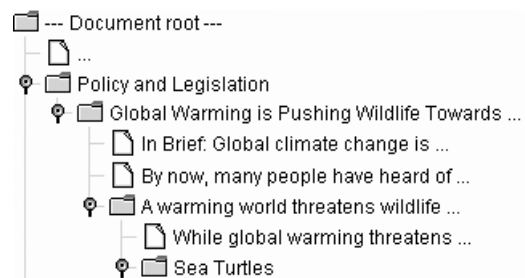 --- Document root ---
...
Policy and Legislation
Global Warming is Pushing Wildlife Towards ...
In Brief: Global climate change is ...
By now, many people have heard of ...
A warming world threatens wildlife ...
While global warming threatens ...
Sea Turtles